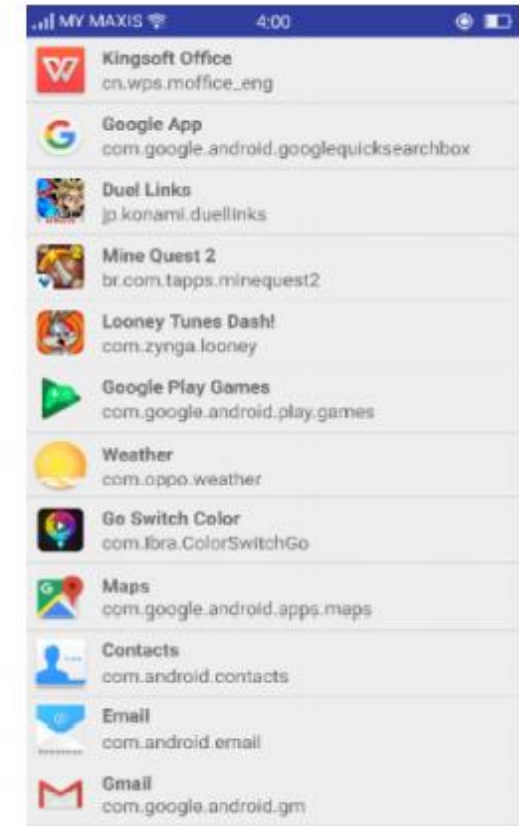 MY MAXIS 4:00
Kingsoft Office
cn.wps.moffice_eng
Google App
com.google.android.googlequicksearchbox
Duel Links
jp.konami.duellinks
Mine Quest 2
br.com.tapps.minequest2
Looney Tunes Dash!
com.zynga.looney
Google Play Games
com.google.android.play.games
Weather
com.oppo.weather
Go Switch Color
com.Ibra.ColorSwitchGo
Maps
com.google.android.apps.maps
Contacts
com.android.contacts
Email
com.android.email
Gmail
com.google.android.gm